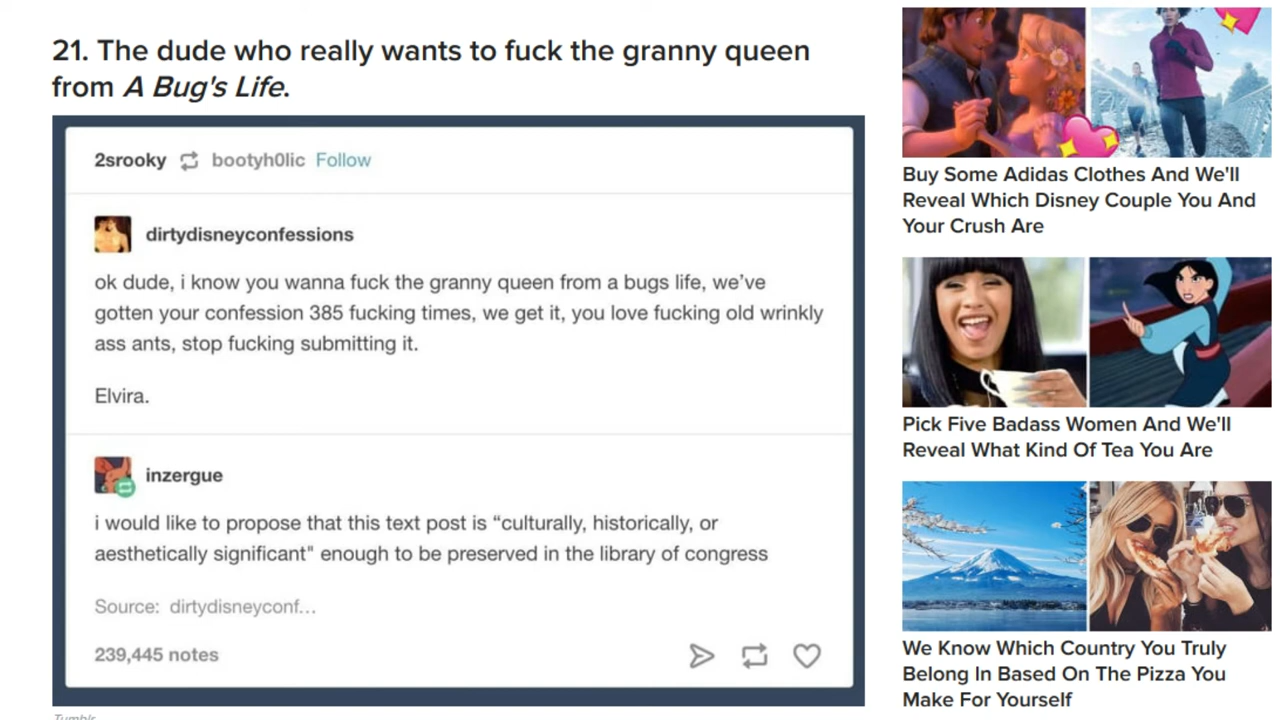 21. The dude who really wants to fuck the granny queen
from A Bug's Life.
2srooky bootyh0lic Follow
dirtydisneyconfessions
ok dude, i know you wanna fuck the granny queen from a bugs life, we've
gotten your confession 385 fucking times, we get it, you love fucking old wrinkly
ass ants, stop fucking submitting it.
Elvira.
inzergue
i would like to propose that this text post is “culturally, historically, or
aesthetically significant" enough to be preserved in the library of congress
Source: dirtydisneyconf...
239,445 notes
Tumblr
Buy Some Adidas Clothes And We'll
Reveal Which Disney Couple You And
Your Crush Are
Pick Five Badass Women And We'll
Reveal What Kind Of Tea You Are
We Know Which Country You Truly
Belong In Based On The Pizza You
Make For Yourself